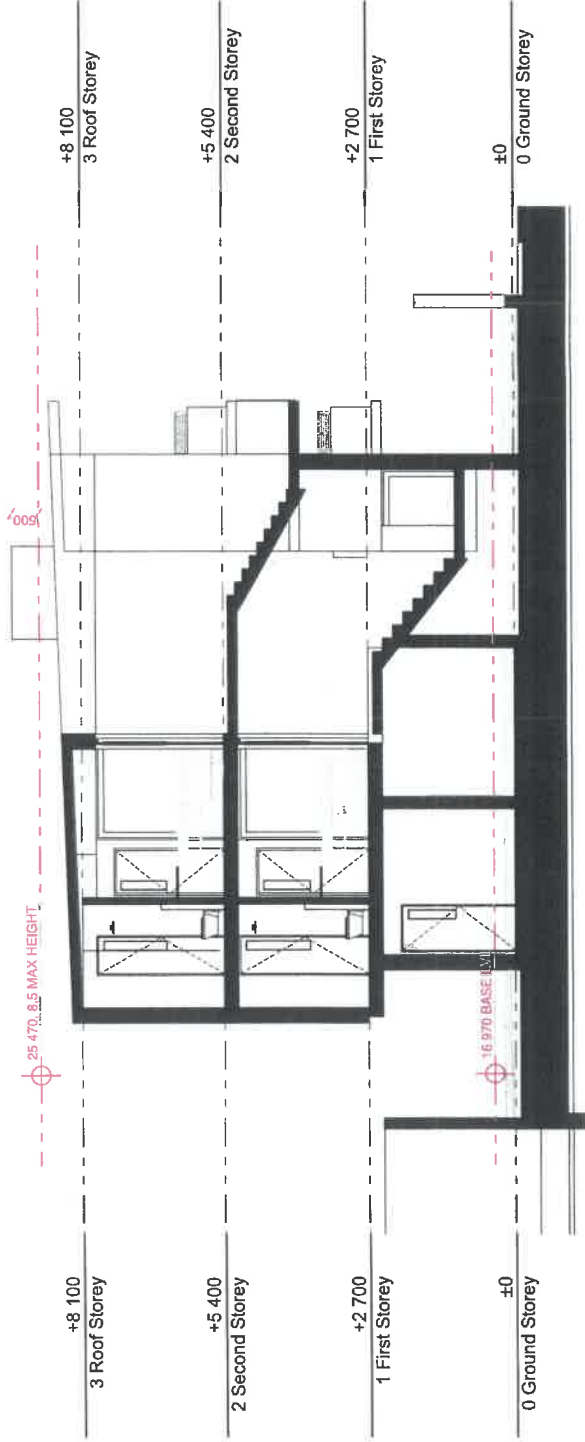 +8 100
3 Roof Storey
+5 400
2 Second Storey
+2 700
1 First Storey
±0
0 Ground Storey
25 470, 8.5 MAX HEIGHT
16 970 BASE LVL
500
+8 100
3 Roof Storey
+5 400
2 Second Storey
+2 700
1 First Storey
±0
0 Ground Storey